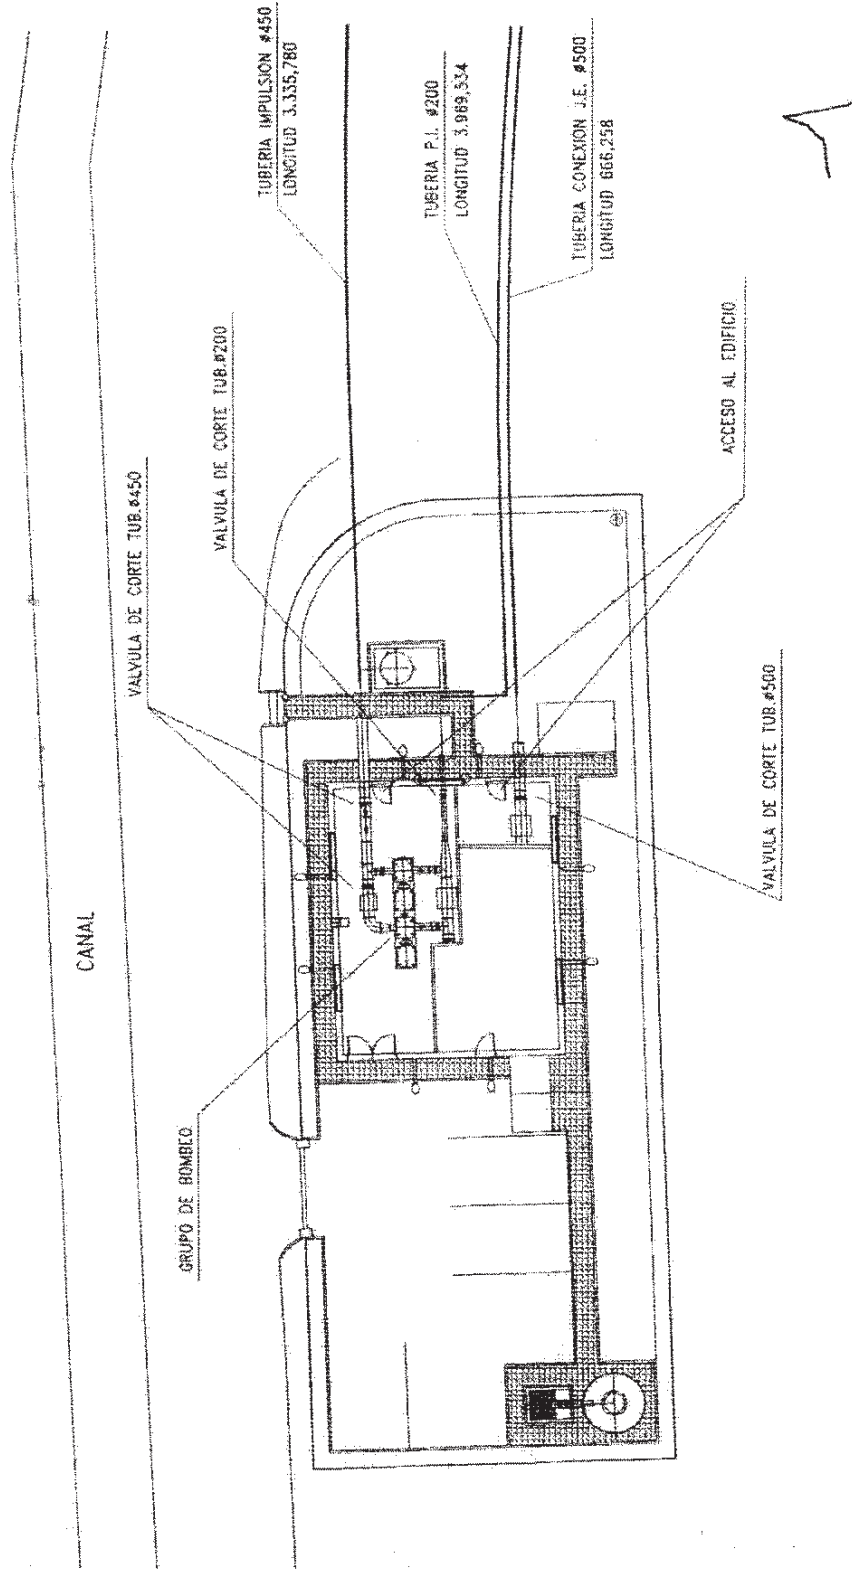 TUBERIA IMPULSION ø450
LONGITUD 3.335,780
TUBERIA P.I. ø200
LONGITUD 3.969,534
TUBERIA CONEXION J.E. ø500
LONGITUD 666,258
VALVULA DE CORTE TUB.ø200
VALVULA DE CORTE TUB.ø450
ACCESO AL EDIFICIO
VALVULA DE CORTE TUB.ø500
CANAL
GRUPO DE BOMBEO